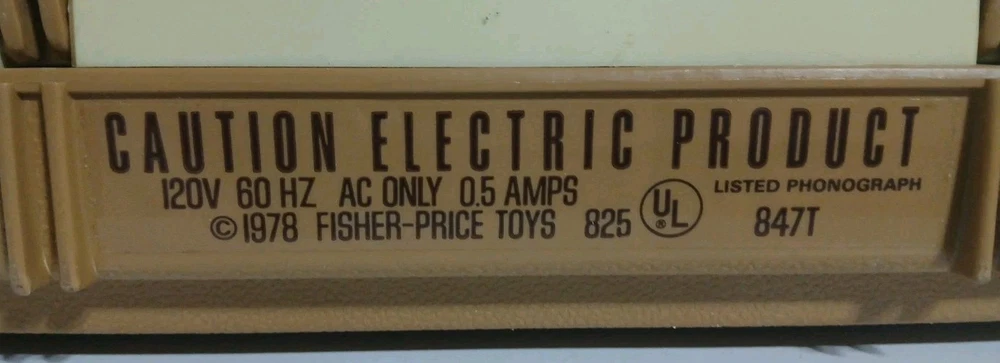 CAUTION ELECTRIC PRODUCT
120V 60 HZ AC ONLY 0.5 AMPS
© 1978 FISHER-PRICE TOYS 825
UL ®
LISTED PHONOGRAPH
847T